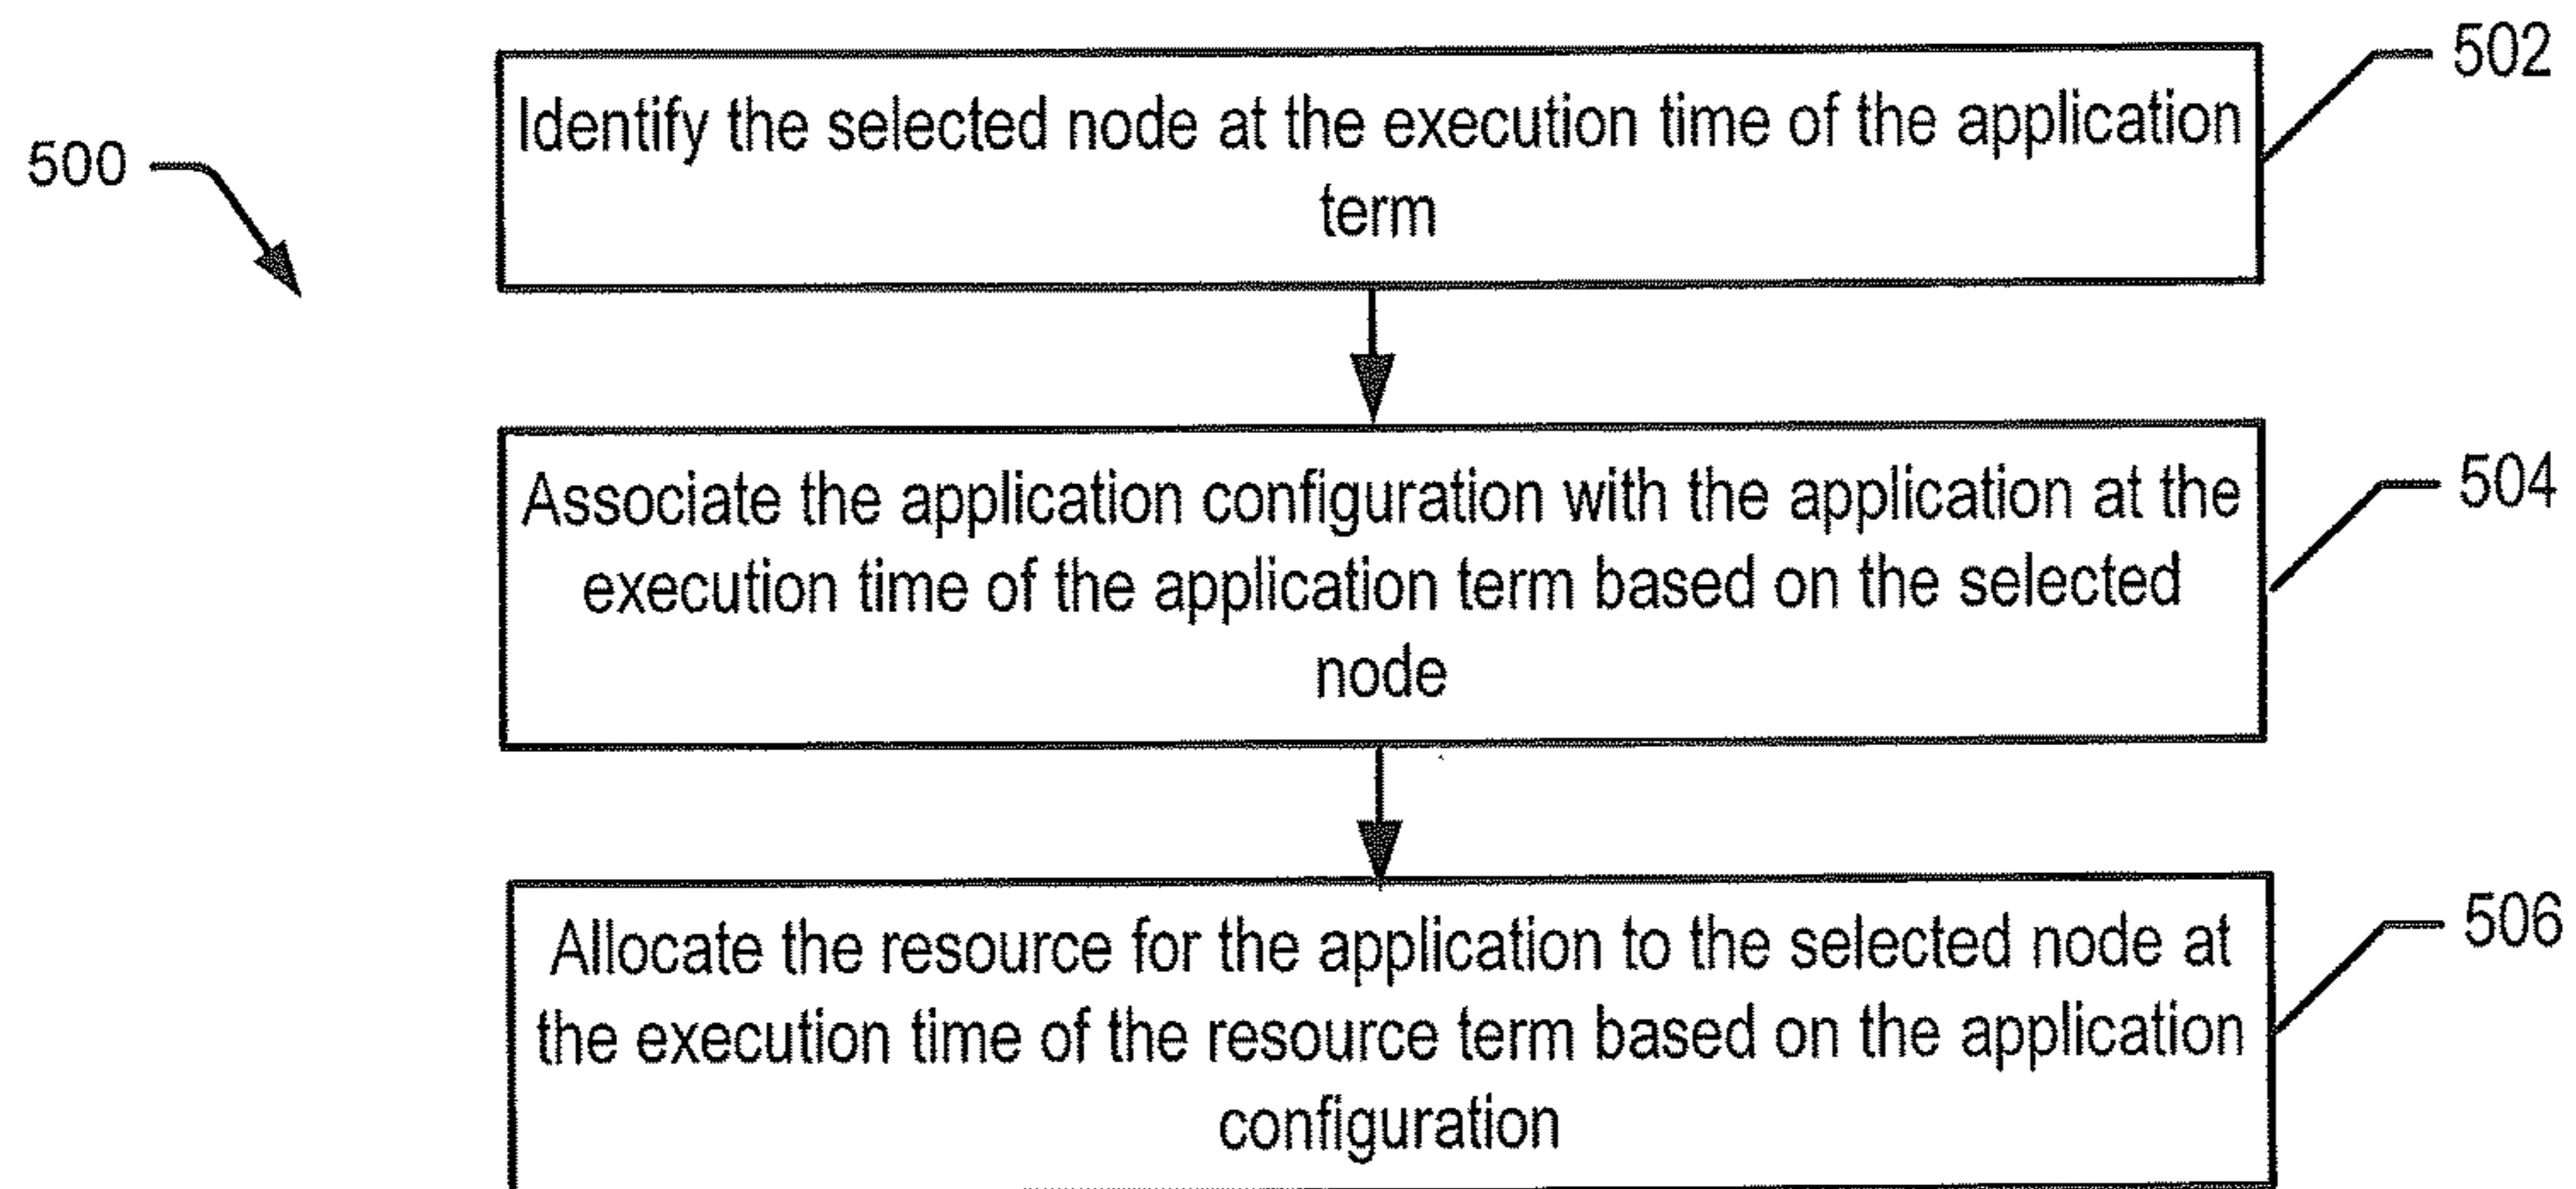 502
Identify the selected node at the execution time of the application
term
500
Associate the application configuration with the application at the
execution time of the application term based on the selected
node
504
Allocate the resource for the application to the selected node at
the execution time of the resource term based on the application
configuration
506